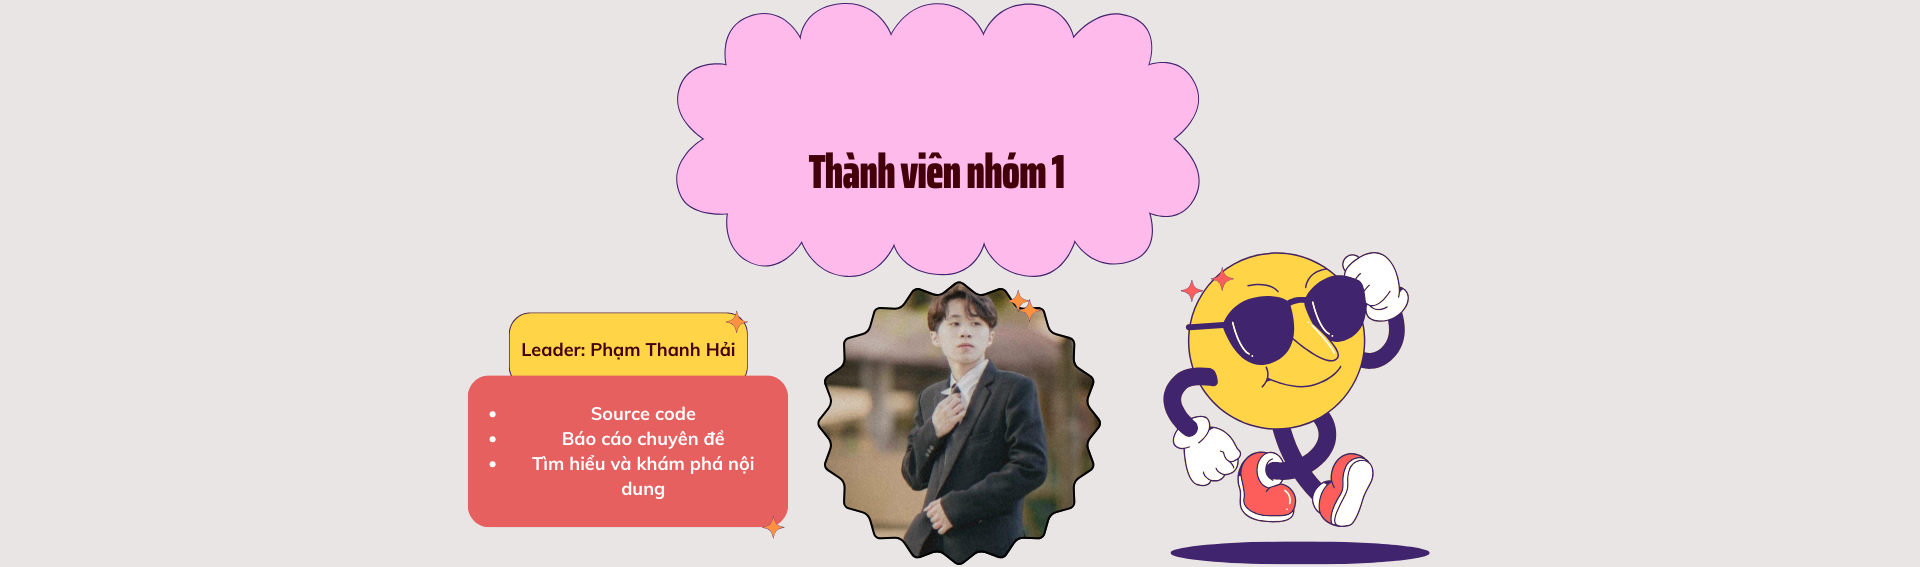 Thành viên nhóm 1
Leader: Phạm Thanh Hải
• Source code
• Báo cáo chuyên đề
• Tìm hiểu và khám phá nội
dung